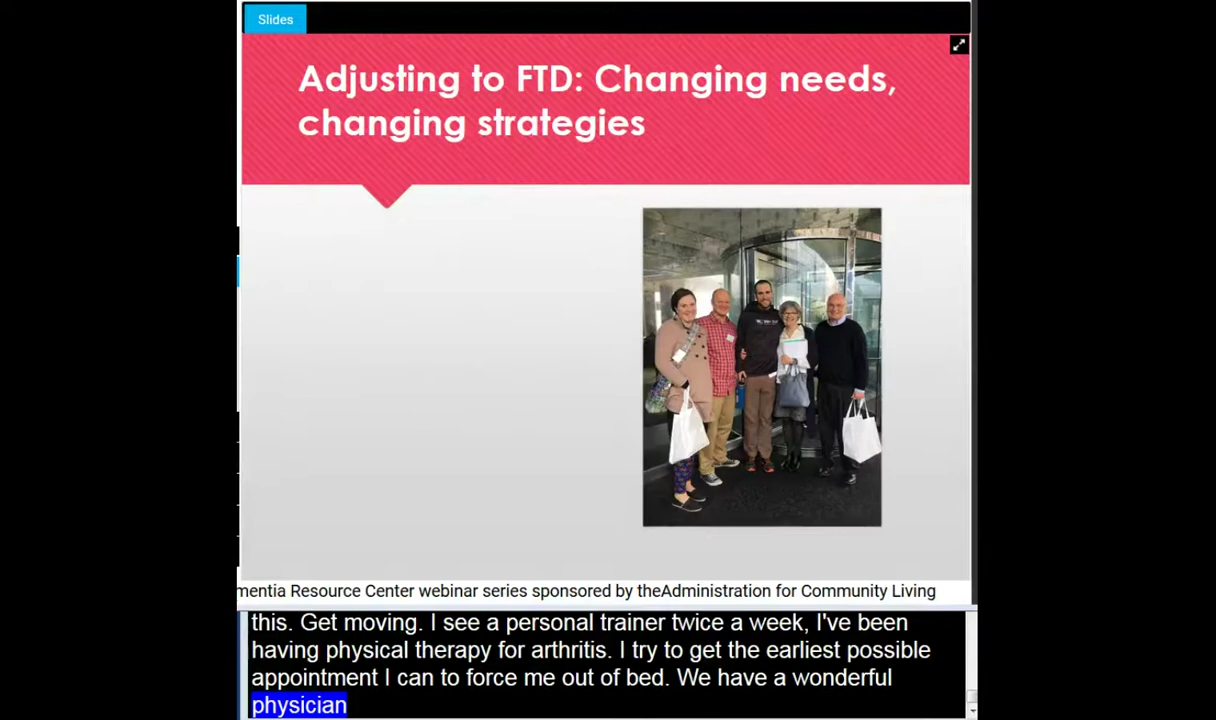 Slides
Adjusting to FTD: Changing needs,
changing strategies
mentia Resource Center webinar series sponsored by theAdministration for Community Living
this. Get moving. I see a personal trainer twice a week, I've been
having physical therapy for arthritis. I try to get the earliest possible
appointment I can to force me out of bed. We have a wonderful
physician